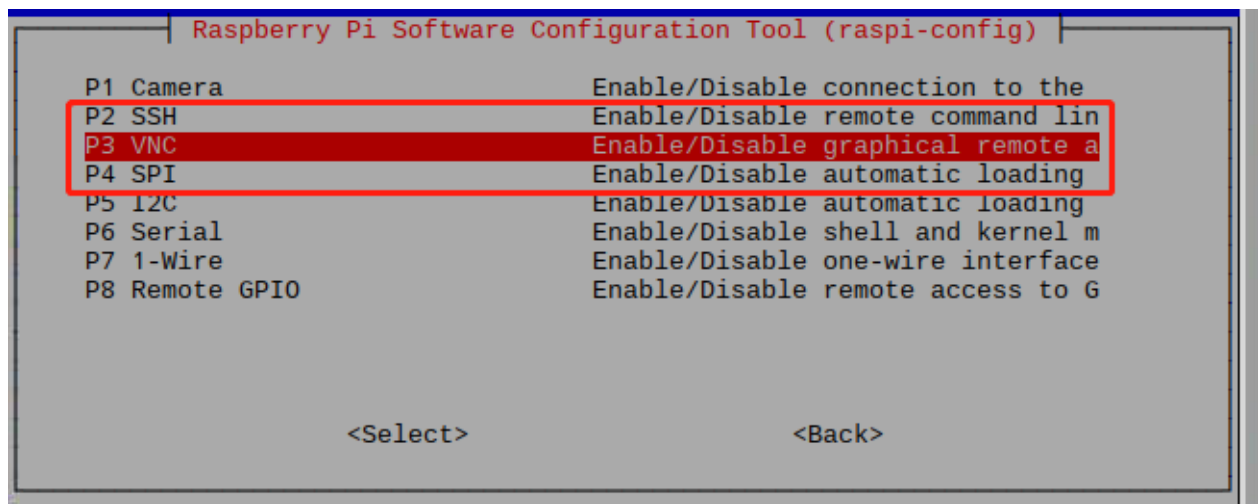 Raspberry Pi Software Configuration Tool (raspi-config)
P1 Camera Enable/Disable connection to the
P2 SSH Enable/Disable remote command lin
P3 VNC Enable/Disable graphical remote a
P4 SPI Enable/Disable automatic loading
P5 I2C Enable/Disable automatic loading
P6 Serial Enable/Disable shell and kernel m
P7 1-Wire Enable/Disable one-wire interface
P8 Remote GPIO Enable/Disable remote access to G
<Select> <Back>